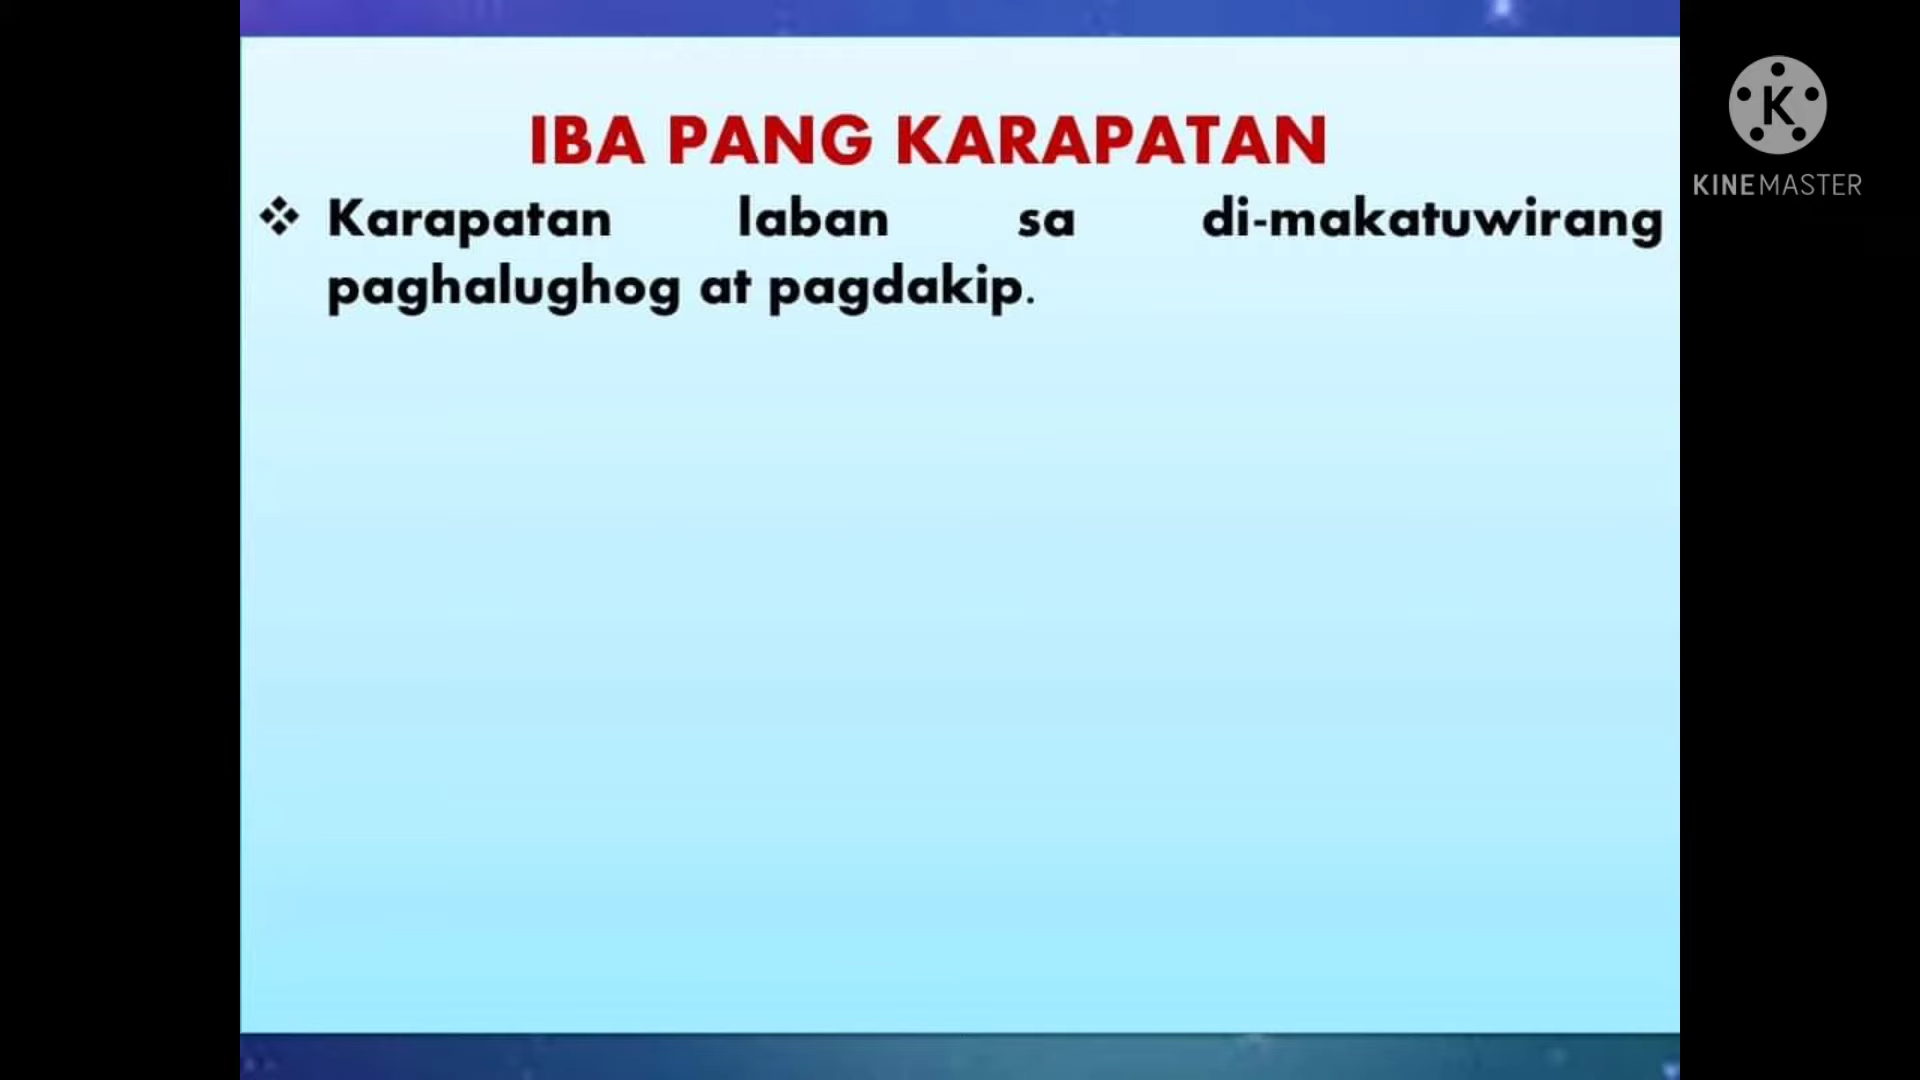 IBA PANG KARAPATAN
❖ Karapatan laban sa di-makatuwirang
paghalughog at pagdakip.
K
KINEMASTER